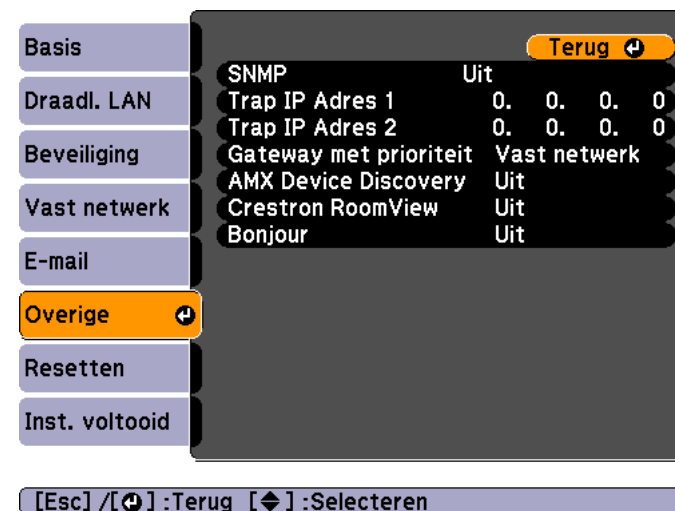 Basis
Draadl. LAN
Beveiliging
Vast netwerk
E-mail
Overige
Resetten
Inst. voltooid
Terug
SNMP Uit
Trap IP Adres 1 0. 0. 0. 0
Trap IP Adres 2 0. 0. 0. 0
Gateway met prioriteit Vast netwerk
AMX Device Discovery Uit
Crestron RoomView Uit
Bonjour Uit
[Esc] /[⏎] :Terug [◆] :Selecteren